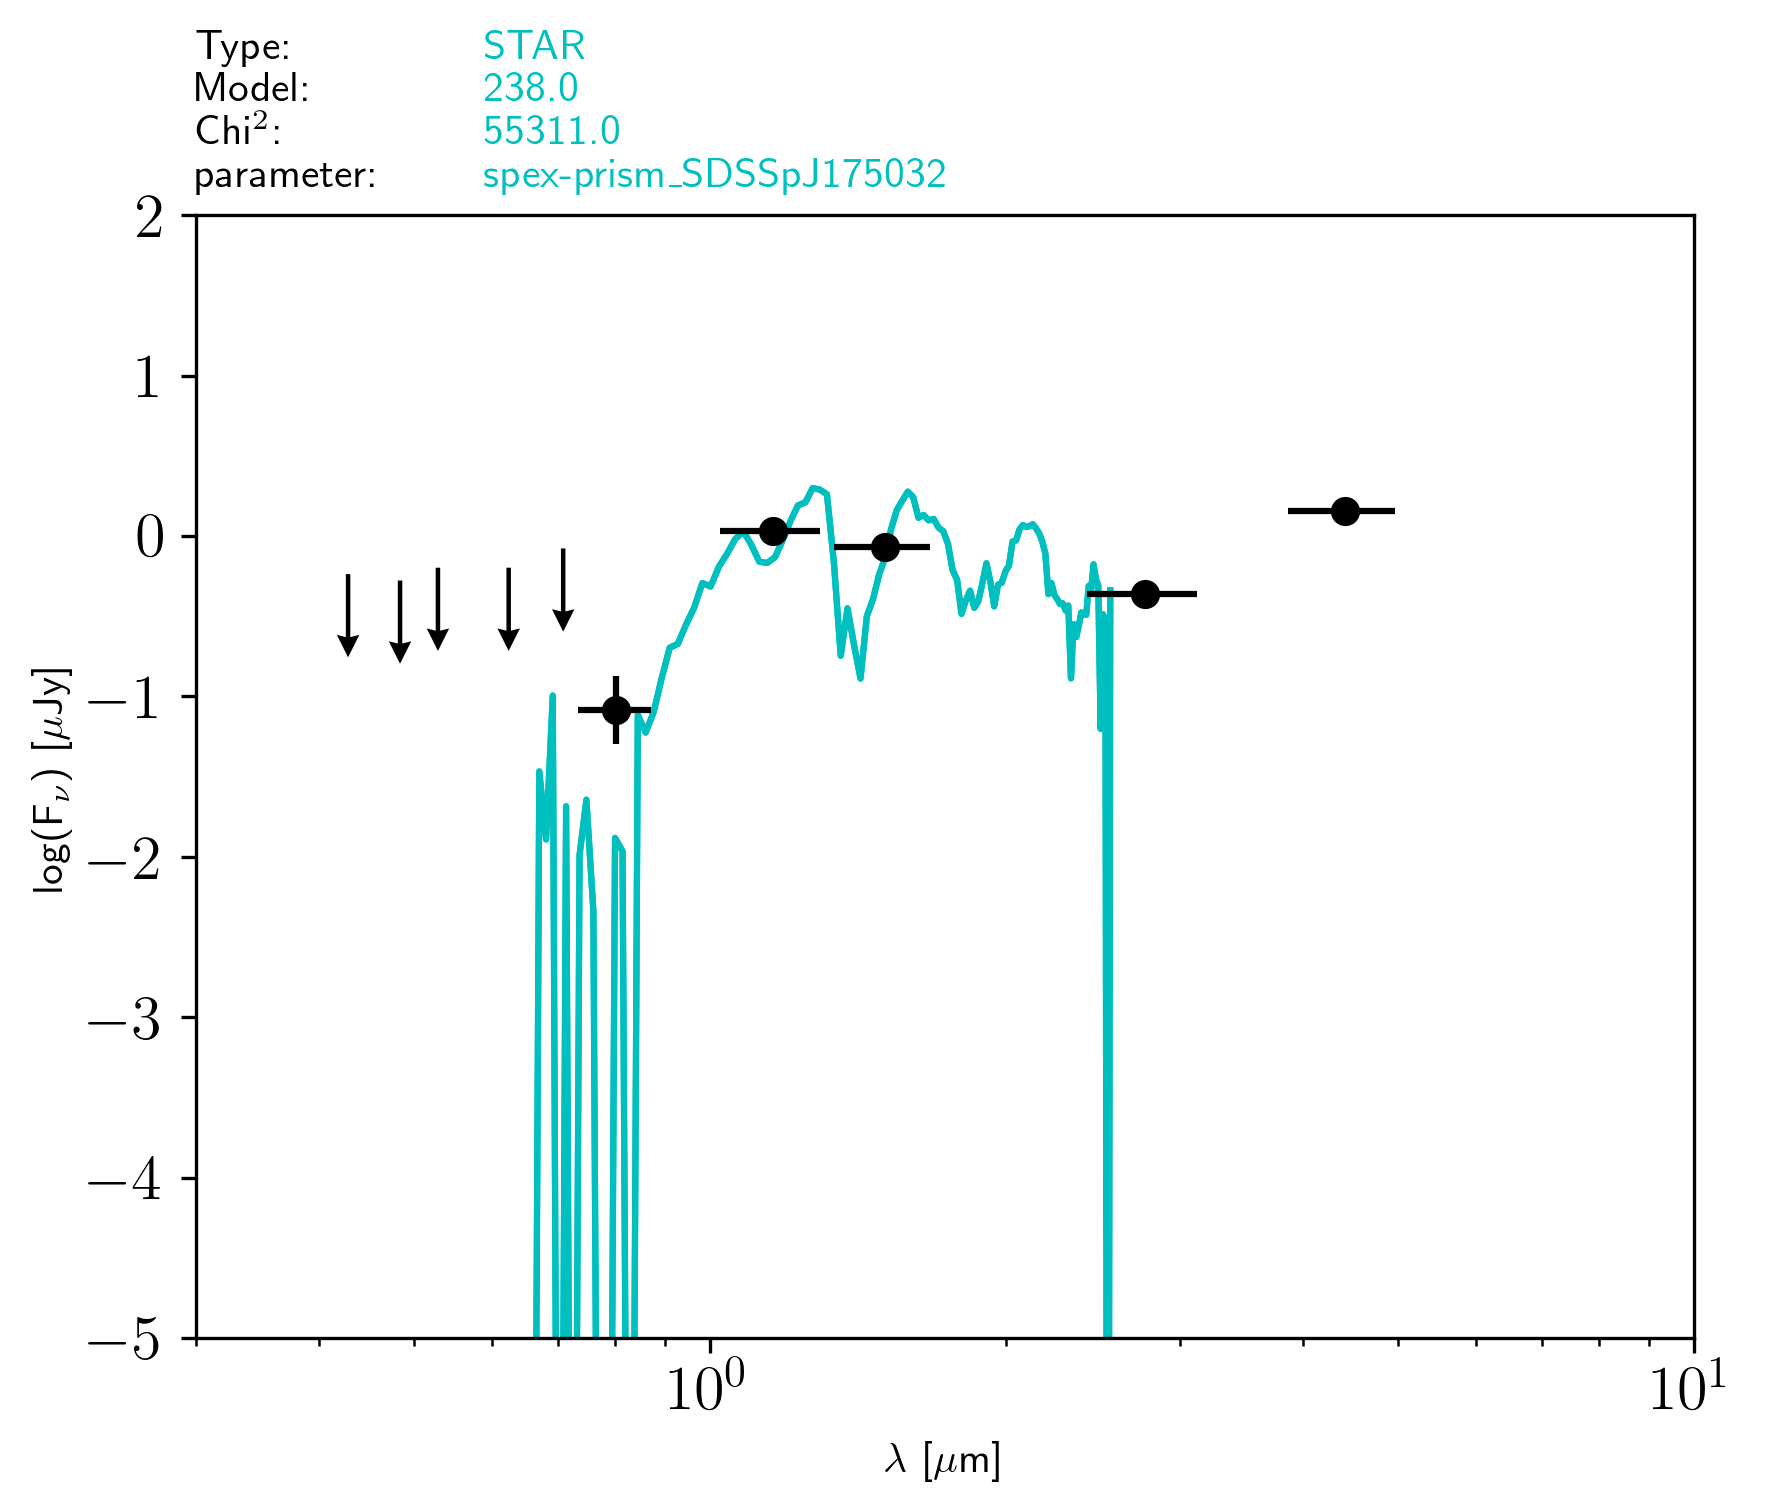 Type: STAR
Model: 238.0
Chi²: 55311.0
parameter: spex-prism_SDSSpJ175032
2
1
0
−1
−2
−3
−4
−5
log(Fν) [μJy]
10⁰ 10¹
λ [μm]